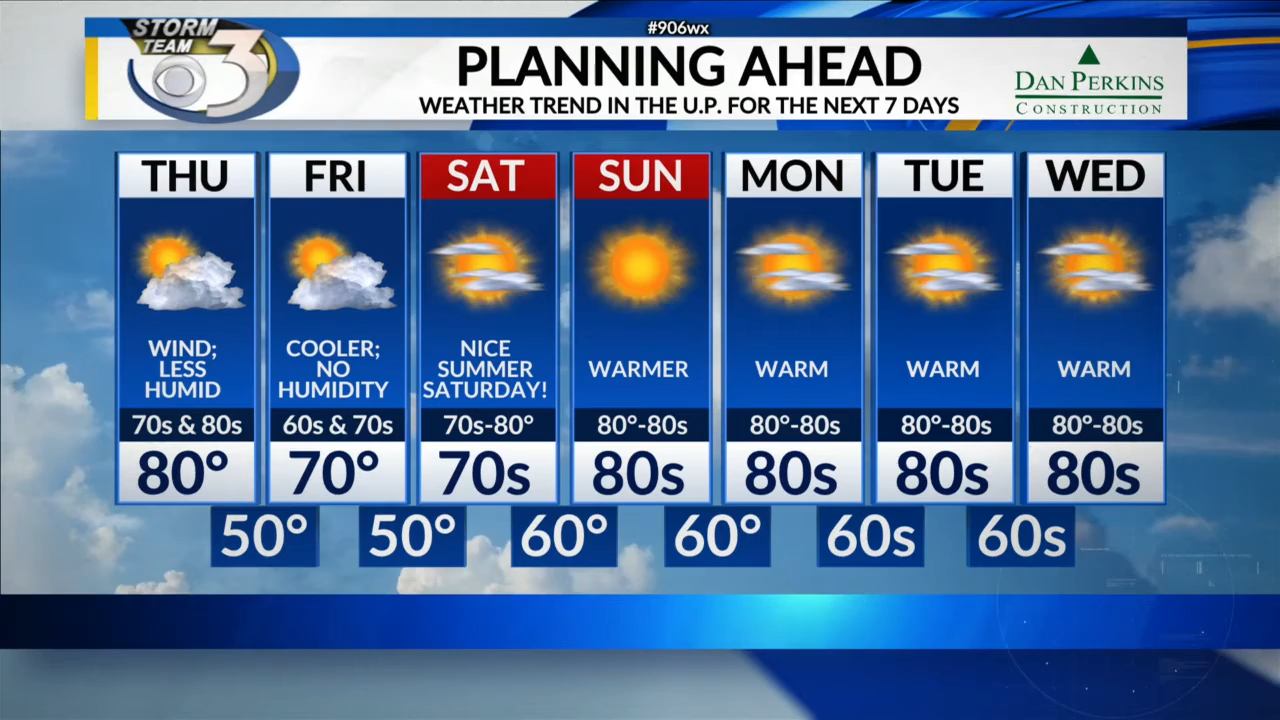 #906wx
STORM
TEAM
3
PLANNING AHEAD
WEATHER TREND IN THE U.P. FOR THE NEXT 7 DAYS
DAN PERKINS
CONSTRUCTION
THU
FRI
SAT
SUN
MON
TUE
WED
WIND;
LESS
HUMID
COOLER;
NO
HUMIDITY
NICE
SUMMER
SATURDAY!
WARMER
WARM
WARM
WARM
70s & 80s
60s & 70s
70s-80°
80°-80s
80°-80s
80°-80s
80°-80s
80°
70°
70s
80s
80s
80s
80s
50°
50°
60°
60°
60s
60s